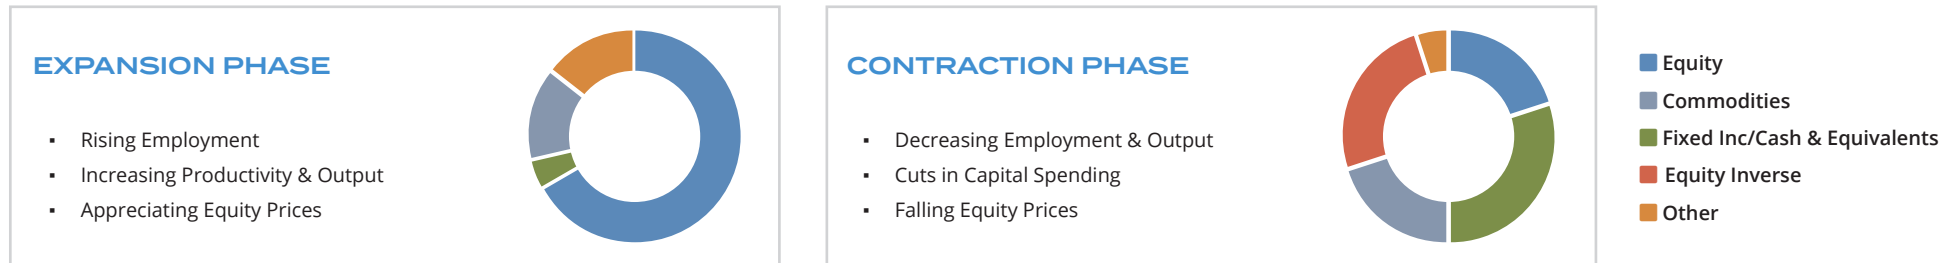 EXPANSION PHASE
▪ Rising Employment
▪ Increasing Productivity & Output
▪ Appreciating Equity Prices
CONTRACTION PHASE
▪ Decreasing Employment & Output
▪ Cuts in Capital Spending
▪ Falling Equity Prices
Equity
Commodities
Fixed Inc/Cash & Equivalents
Equity Inverse
Other